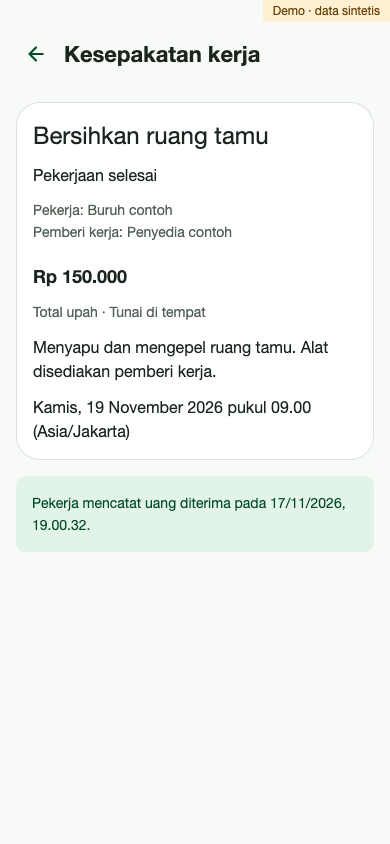 Demo · data sintetis
Kesepakatan kerja
Bersihkan ruang tamu
Pekerjaan selesai
Pekerja: Buruh contoh
Pemberi kerja: Penyedia contoh
Rp 150.000
Total upah · Tunai di tempat
Menyapu dan mengepel ruang tamu. Alat
disediakan pemberi kerja.
Kamis, 19 November 2026 pukul 09.00
(Asia/Jakarta)
Pekerja mencatat uang diterima pada 17/11/2026,
19.00.32.